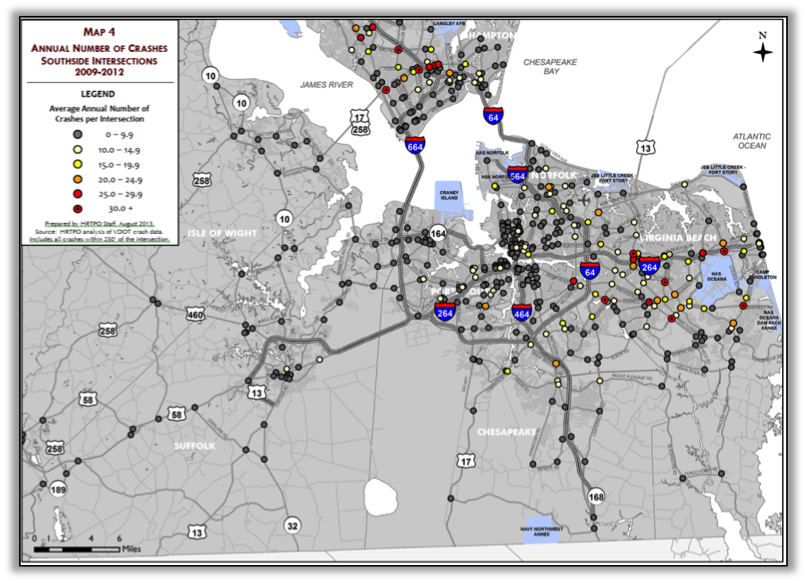 MAP 4
ANNUAL NUMBER OF CRASHES
SOUTHSIDE INTERSECTIONS
2009-2012
LEGEND
Average Annual Number of
Crashes per Intersection
0 – 9.9
10.0 – 14.9
15.0 – 19.9
20.0 – 24.9
25.0 – 29.9
30.0 +
Prepared by HRTPO Staff, August 2013.
Source: HRTPO analysis of VDOT crash data.
Includes all crashes within 250' of the intersection.
LANGLEY AFB
HAMPTON
N
CHESAPEAKE
BAY
JAMES RIVER
10
10
17
258
64
664
13
ATLANTIC
OCEAN
NAS NORFOLK
564
NORFOLK
JEB LITTLE CREEK -
FORT STORY
JEB LITTLE CREEK -
FORT STORY
258
CRANEY
ISLAND
10
ISLE OF WIGHT
164
VIRGINIA BEACH
64
264
NAS
OCEANA
CAMP
PENDLETON
460
264
464
NAS
OCEANA
DAM NECK
ANNEX
258
13
58
58
SUFFOLK
CHESAPEAKE
258
17
189
168
13
32
NAVY NORTHWEST
ANNEX
0 2 4 6
Miles